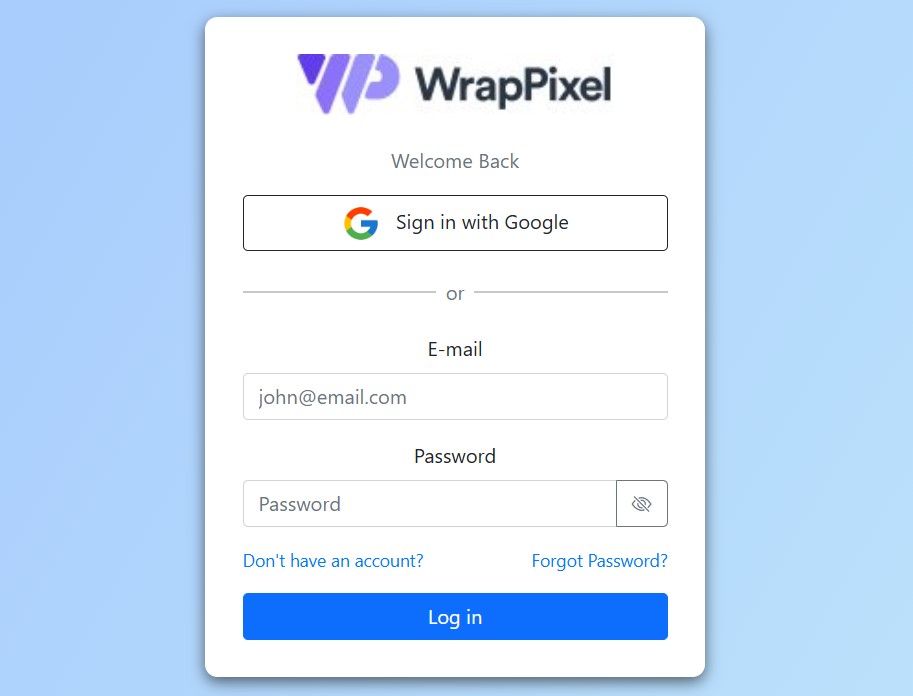 WrapPixel
Welcome Back
Sign in with Google
or
E-mail
john@email.com
Password
Password
Don't have an account? Forgot Password?
Log in